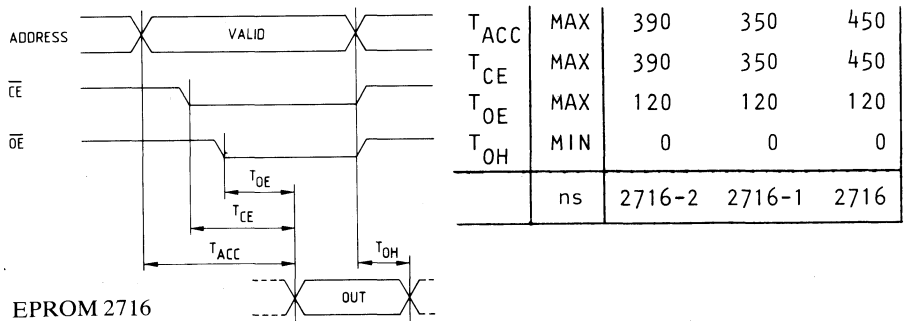 ADDRESS
VALID
CE
OE
T_OE
T_CE
T_ACC
T_OH
OUT
EPROM 2716
T_ACC MAX 390 350 450
T_CE MAX 390 350 450
T_OE MAX 120 120 120
T_OH MIN 0 0 0
ns 2716-2 2716-1 2716